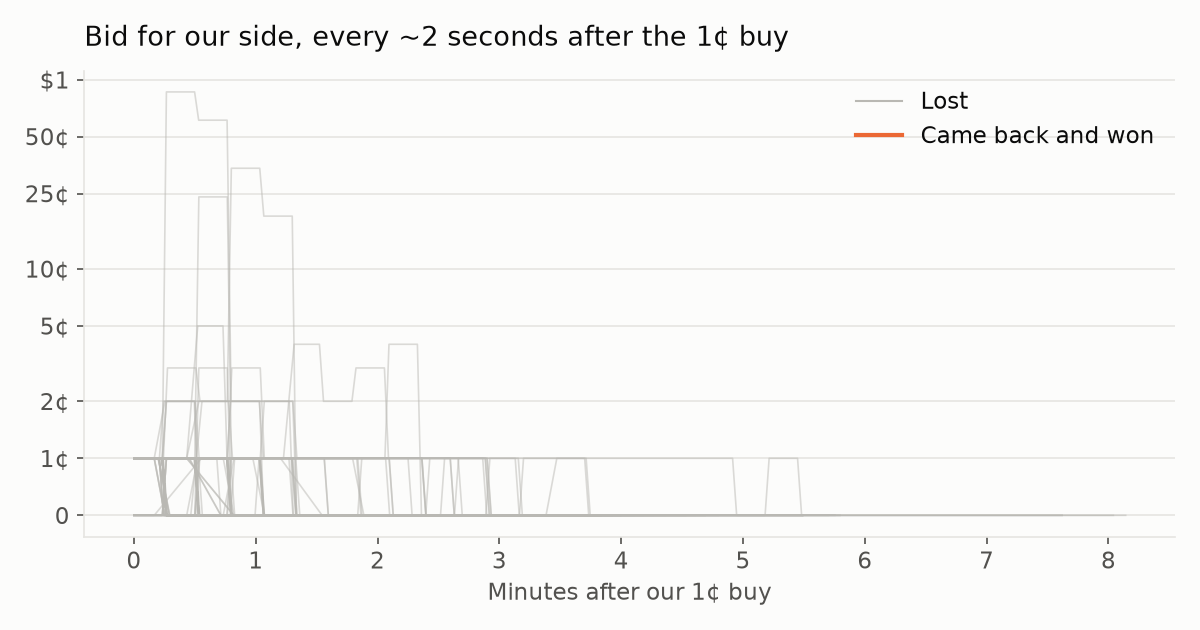 Bid for our side, every ~2 seconds after the 1¢ buy
$1
50¢
25¢
10¢
5¢
2¢
1¢
0
Lost
Came back and won
0 1 2 3 4 5 6 7 8
Minutes after our 1¢ buy